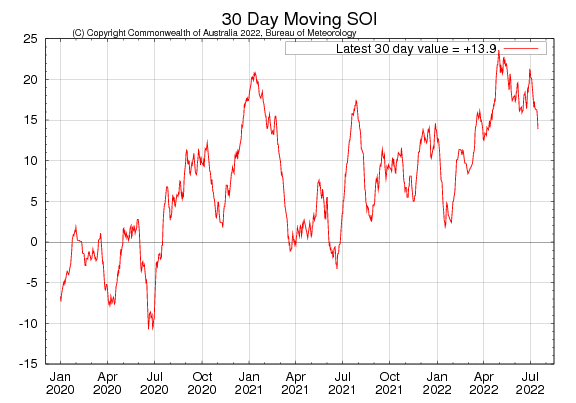 30 Day Moving SOI
(C) Copyright Commonwealth of Australia 2022, Bureau of Meteorology
Latest 30 day value = +13.9
25
20
15
10
5
0
-5
-10
-15
Jan Apr Jul Oct Jan Apr Jul Oct Jan Apr Jul
2020 2020 2020 2020 2021 2021 2021 2021 2022 2022 2022